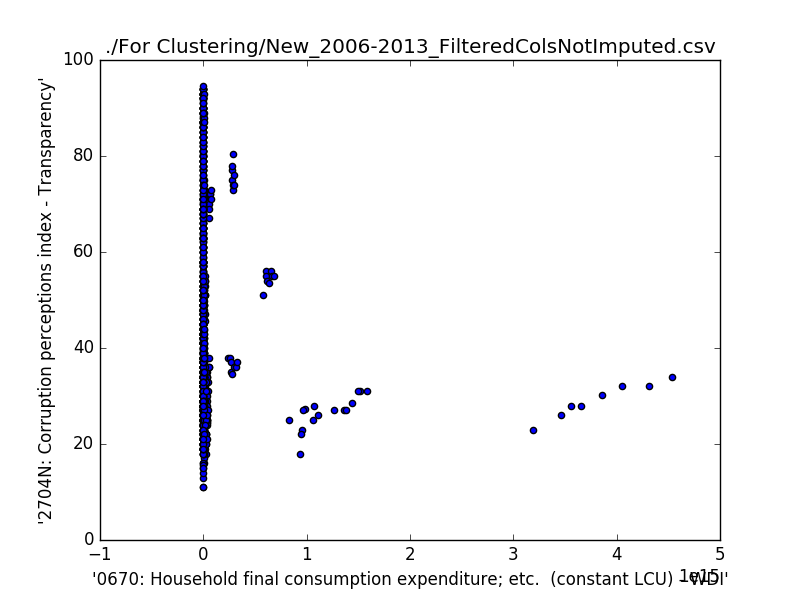 ./For Clustering/New_2006-2013_FilteredColsNotImputed.csv
'2704N: Corruption perceptions index - Transparency'
100
80
60
40
20
0
−1 0 1 2 3 4 5
1e15
'0670: Household final consumption expenditure; etc.  (constant LCU) - WDI'